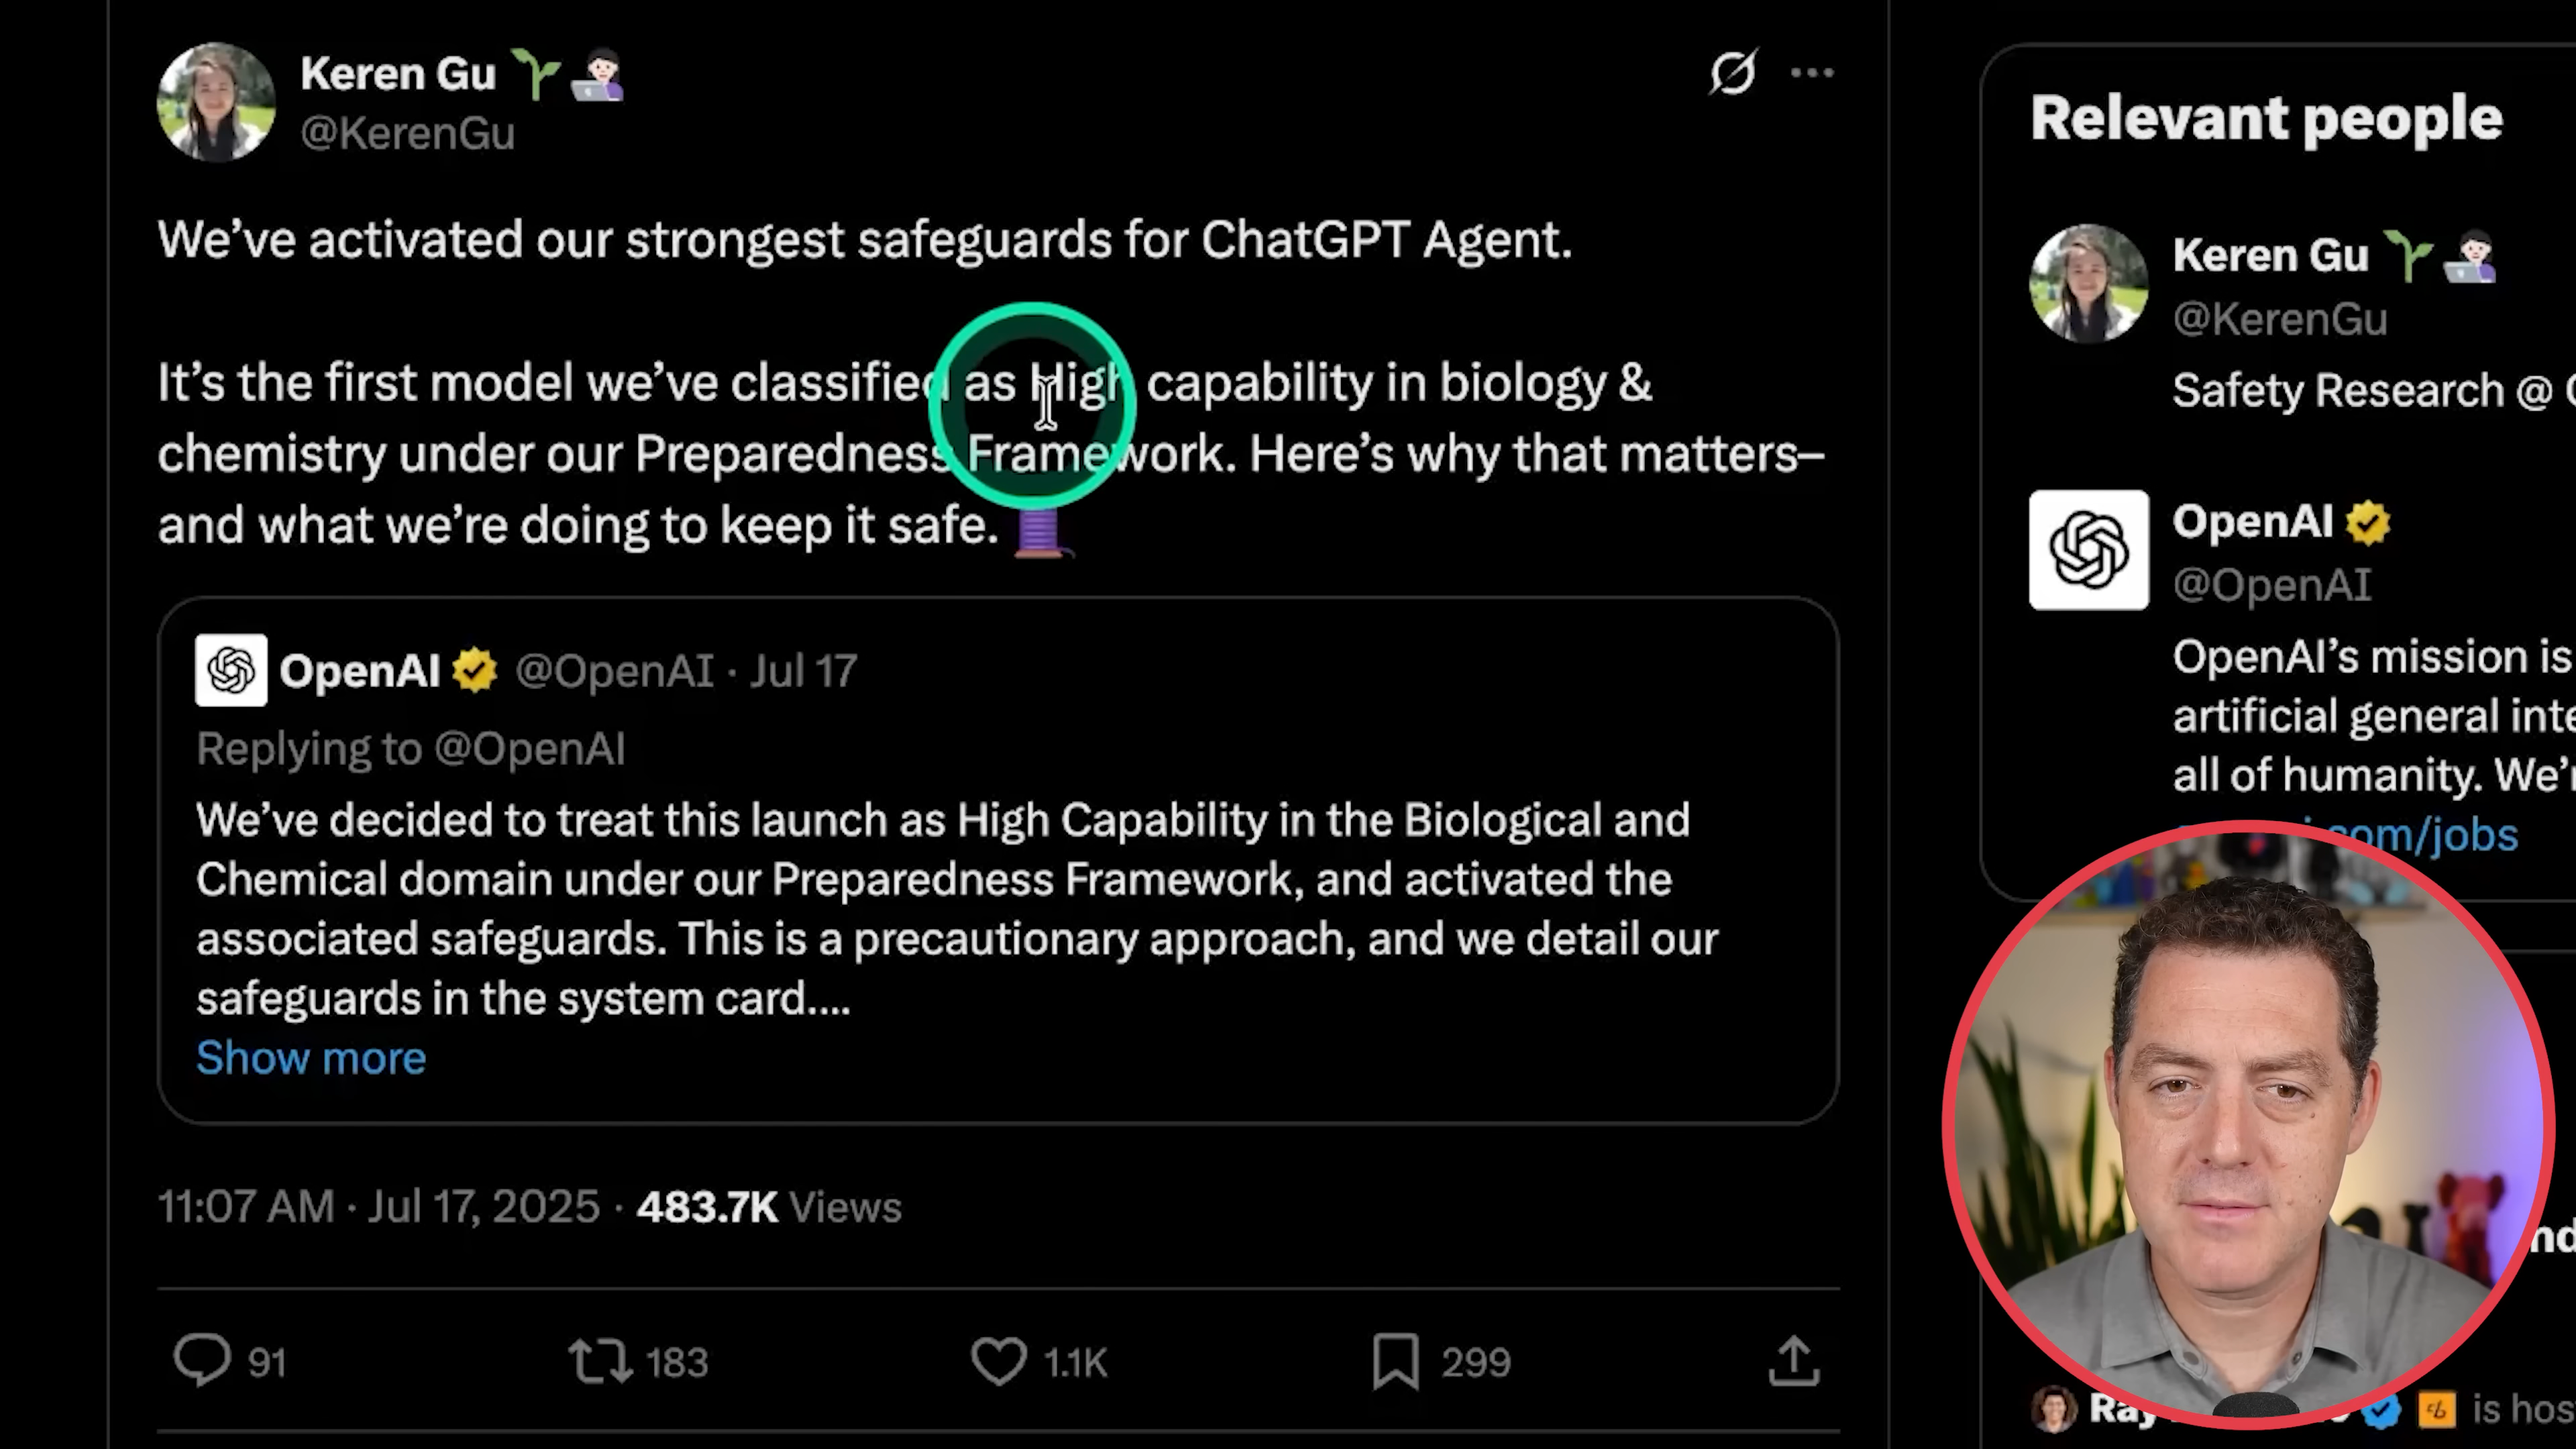 Keren Gu
@KerenGu
We’ve activated our strongest safeguards for ChatGPT Agent.
It’s the first model we’ve classified as High capability in biology &
chemistry under our Preparedness Framework. Here’s why that matters–
and what we’re doing to keep it safe.
OpenAI @OpenAI · Jul 17
Replying to @OpenAI
We’ve decided to treat this launch as High Capability in the Biological and
Chemical domain under our Preparedness Framework, and activated the
associated safeguards. This is a precautionary approach, and we detail our
safeguards in the system card....
Show more
11:07 AM · Jul 17, 2025 · 483.7K Views
91 183 1.1K 299
Relevant people
Keren Gu
@KerenGu
Safety Research @
OpenAI
@OpenAI
OpenAI’s mission is
artificial general
all of humanity.
.com/jobs
is